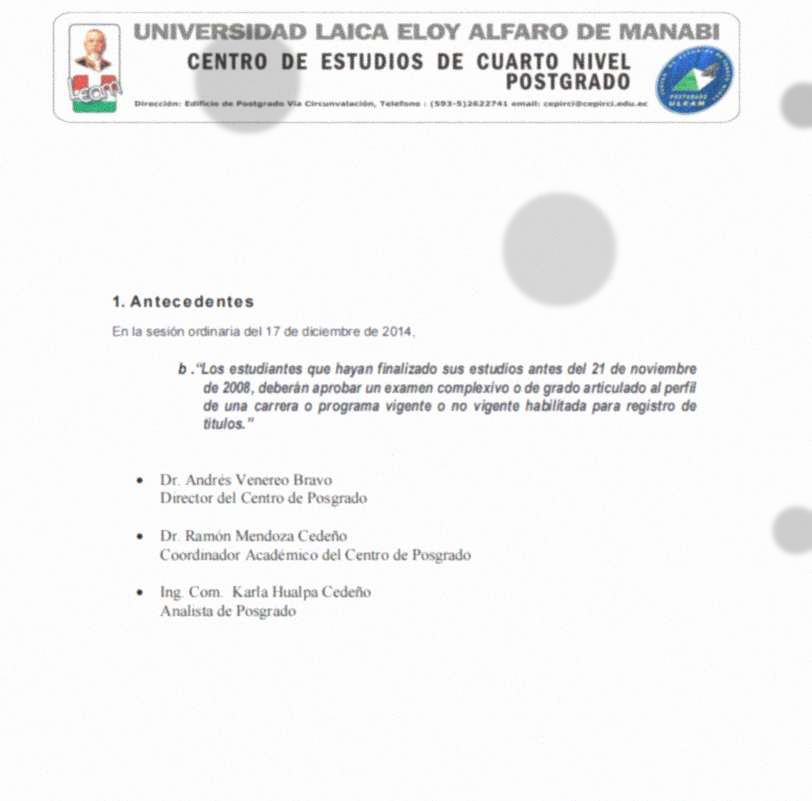 UNIVERSIDAD LAICA ELOY ALFARO DE MANABI
CENTRO DE ESTUDIOS DE CUARTO NIVEL
POSTGRADO
Dirección: Edificio de Postgrado Via Circunvalación, Telefono : (593-5)2622741 email: cepirci@cepirci.edu.ec
Leam
POSTGRADO
ULEAM
1. Antecedentes
En la sesión ordinaria del 17 de diciembre de 2014,
b ."Los estudiantes que hayan finalizado sus estudios antes del 21 de noviembre
de 2008, deberán aprobar un examen complexivo o de grado articulado al perfil
de una carrera o programa vigente o no vigente habilitada para registro de
títulos."
• Dr. Andrés Venereo Bravo
Director del Centro de Posgrado
• Dr. Ramón Mendoza Cedeño
Coordinador Académico del Centro de Posgrado
• Ing. Com. Karla Hualpa Cedeño
Analista de Posgrado